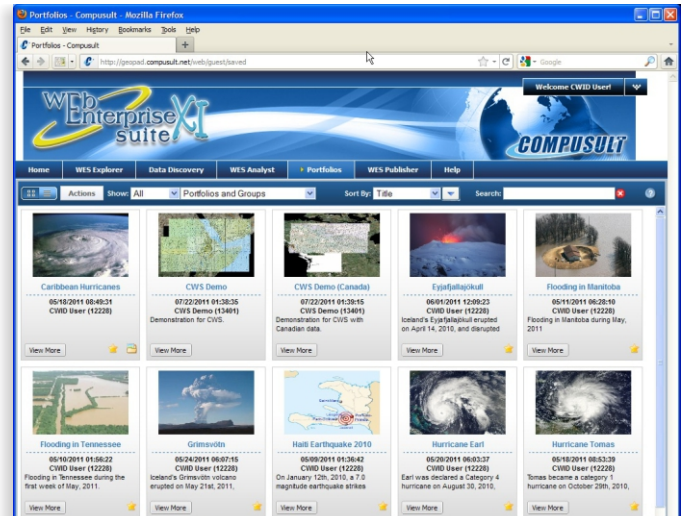 Portfolios - Compusult - Mozilla Firefox
File Edit View History Bookmarks Tools Help
Portfolios - Compusult
http://geospad.compusult.net/web/guest/saved
Google
Welcome CWID User!
WEb
Enterprise XI
suite
COMPUSULT
Home WES Explorer Data Discovery WES Analyst Portfolios WES Publisher Help
Actions Show: All Portfolios and Groups Sort By: Title Search:
Caribbean Hurricanes
05/18/2011 08:49:31
CWID User (12228)
View More
CWS Demo
07/22/2011 01:38:35
CWS Demo (13401)
Demonstration for CWS.
View More
CWS Demo (Canada)
07/22/2011 01:39:15
CWS Demo (13401)
Demonstration for CWS with
Canadian data.
View More
Eyjafjallajökull
06/01/2011 12:09:23
CWID User (12228)
Iceland's Eyjafjallajökull erupted
on April 14, 2010, and disrupted
View More
Flooding in Manitoba
05/11/2011 06:28:10
CWID User (12228)
Flooding in Manitoba during May,
2011
View More
Flooding in Tennessee
05/10/2011 01:56:22
CWID User (12228)
Flooding in Tennessee during the
first week of May, 2011.
View More
Grimsvötn
05/24/2011 06:07:15
CWID User (12228)
Iceland's Grimsvötn volcano
erupted on May 21st, 2011,
View More
Haiti Earthquake 2010
05/09/2011 01:36:42
CWID User (12228)
On January 12th, 2010, a 7.0
magnitude earthquake strikes
View More
Hurricane Earl
05/20/2011 06:03:37
CWID User (12228)
Earl was declared a Category 4
hurricane on August 30, 2010,
View More
Hurricane Tomas
05/18/2011 08:53:39
CWID User (12228)
Tomas became a category 1
hurricane on October 29th, 2010,
View More